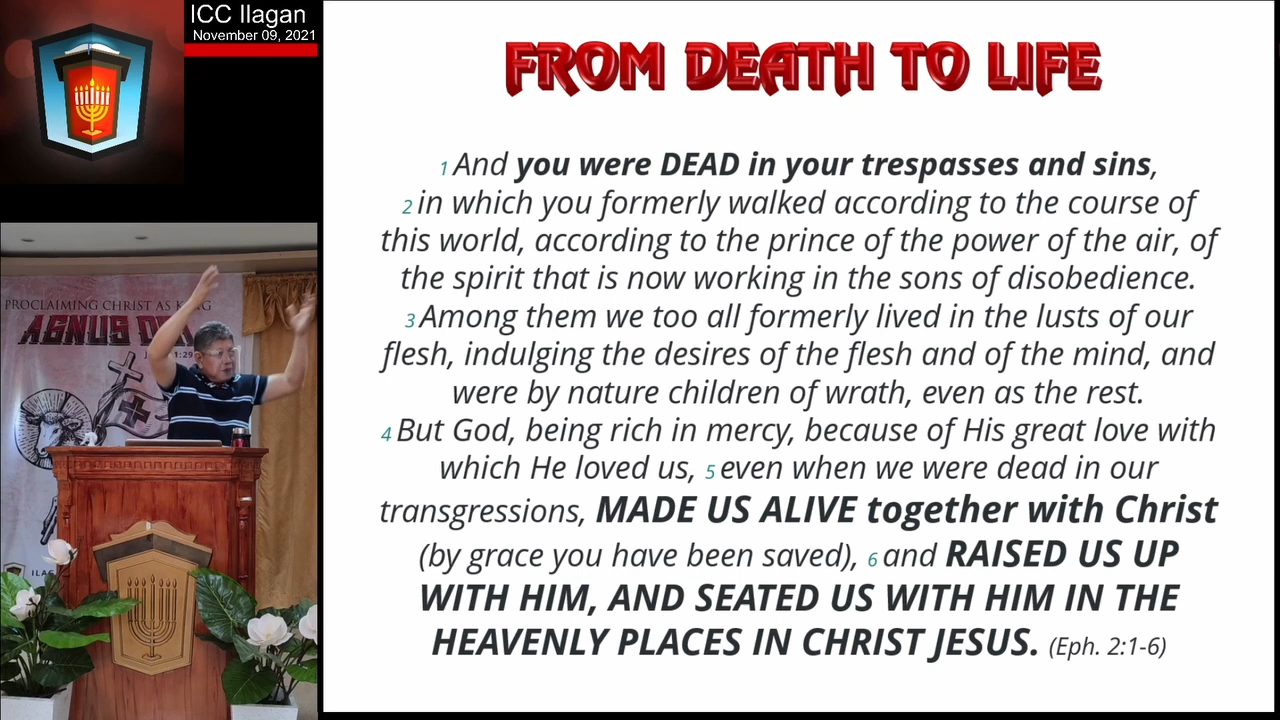 ICC Ilagan
November 09, 2021
PROCLAIMING CHRIST AS KING
AGNUS
1:29
FROM DEATH TO LIFE
1 And you were DEAD in your trespasses and sins,
2 in which you formerly walked according to the course of
this world, according to the prince of the power of the air, of
the spirit that is now working in the sons of disobedience.
3 Among them we too all formerly lived in the lusts of our
flesh, indulging the desires of the flesh and of the mind, and
were by nature children of wrath, even as the rest.
4 But God, being rich in mercy, because of His great love with
which He loved us, 5 even when we were dead in our
transgressions, MADE US ALIVE together with Christ
(by grace you have been saved), 6 and RAISED US UP
WITH HIM, AND SEATED US WITH HIM IN THE
HEAVENLY PLACES IN CHRIST JESUS. (Eph. 2:1-6)